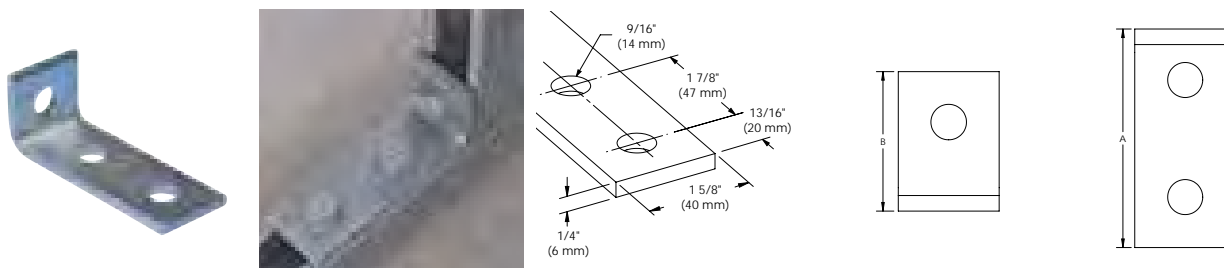 9/16"
(14 mm)
1 7/8"
(47 mm)
13/16"
(20 mm)
1 5/8"
(40 mm)
1/4"
(6 mm)
B
A